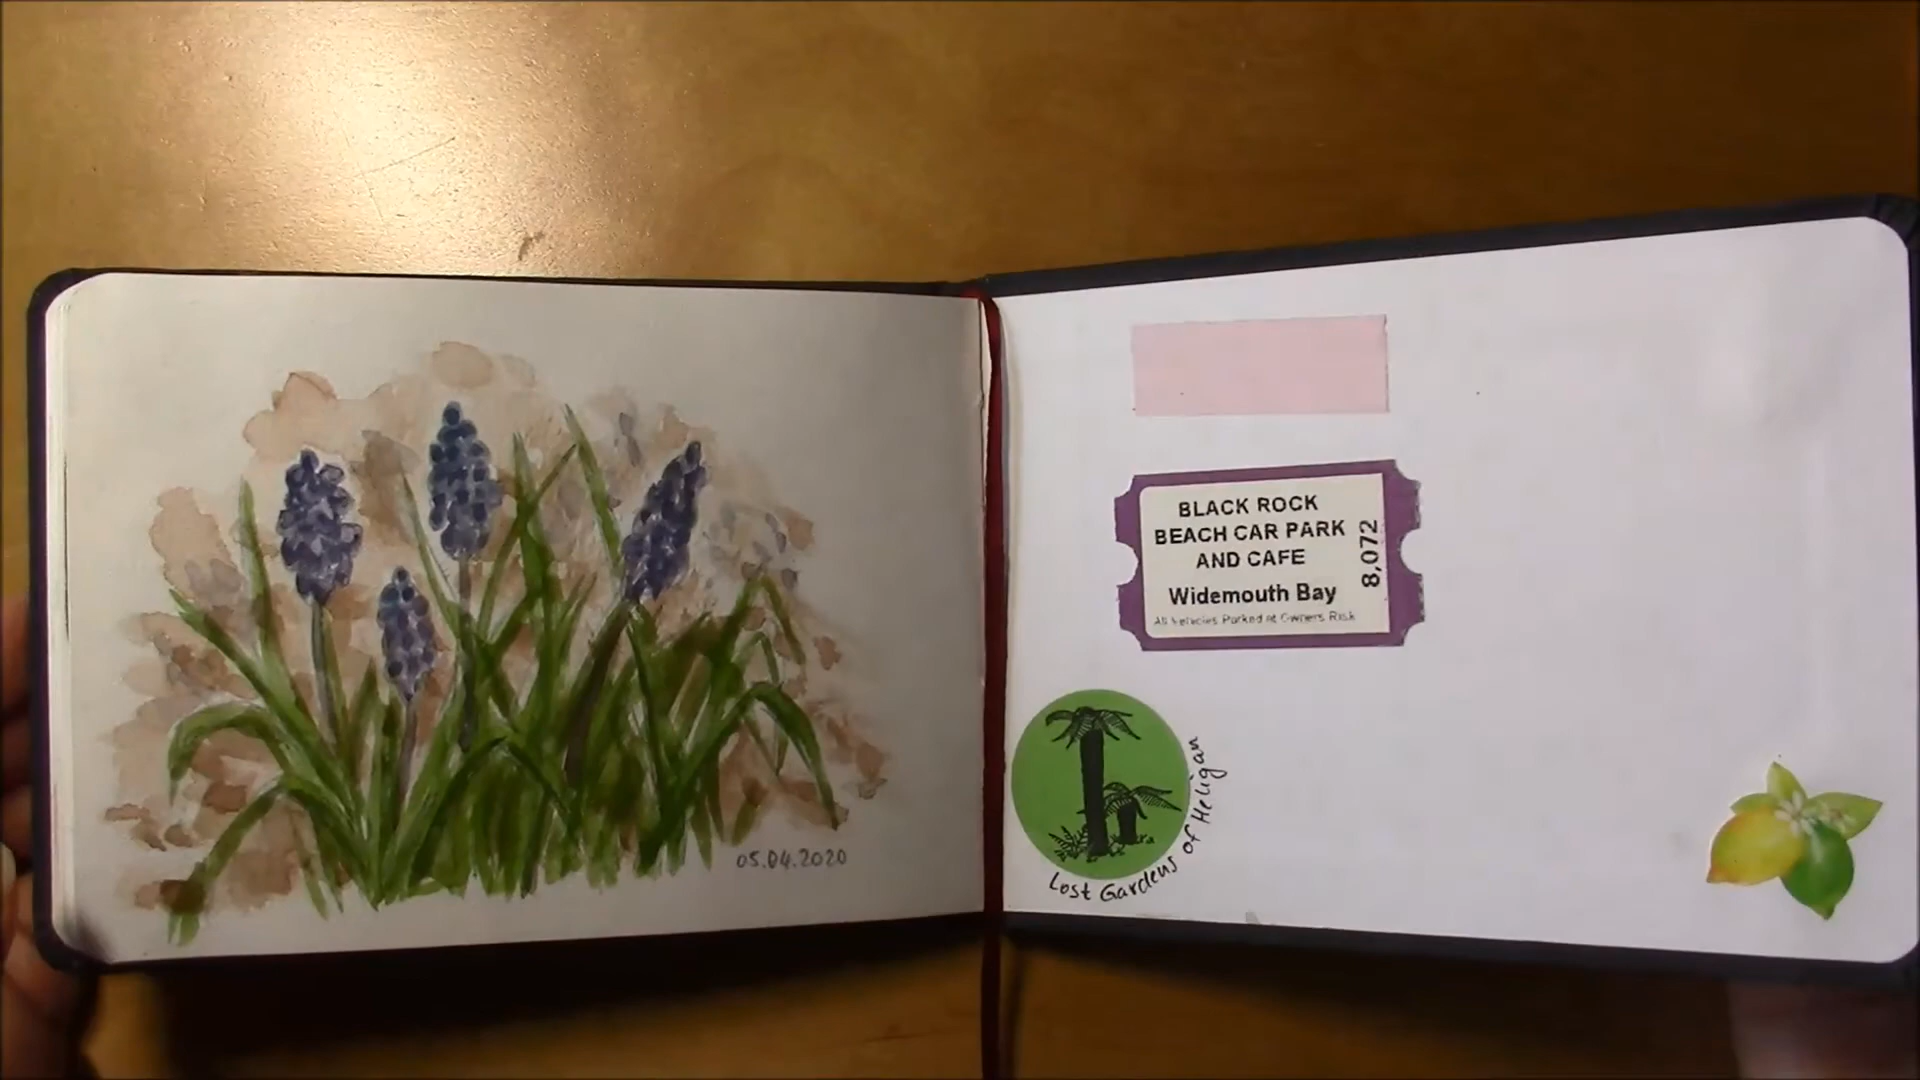 05.04.2020
BLACK ROCK
BEACH CAR PARK
AND CAFE
Widemouth Bay
All Vehicles Parked at Owners Risk
8,072
Lost Gardens of Heligan